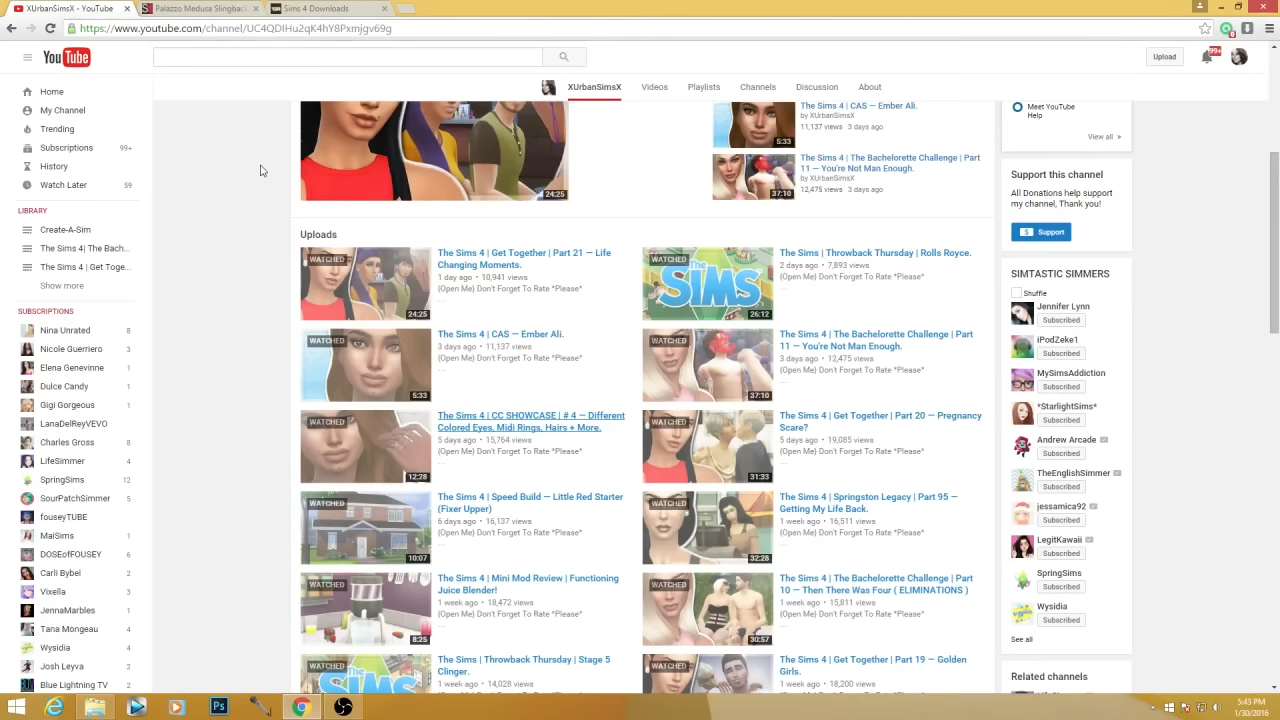 XUrbanSimsX - YouTube
Palazzo Medusa Slingback
Sims 4 Downloads
https://www.youtube.com/channel/UC4QDIHu2qK4hY8Pxmjgv69g
YouTube
Upload
99+
XUrbanSimsX
Videos
Playlists
Channels
Discussion
About
Home
My Channel
Trending
Subscriptions 99+
History
Watch Later 59
LIBRARY
Create-A-Sim
The Sims 4| The Bach...
The Sims 4 | Get Toge...
Show more
SUBSCRIPTIONS
Nina Unrated 8
Nicole Guerriero 3
Elena Genevinne 1
Dulce Candy 1
Gigi Gorgeous 1
LanaDelReyVEVO
Charles Gross 8
LifeSimmer 4
SpringSims 12
SourPatchSimmer 5
fouseyTUBE
MaiSims 1
DOSEofFOUSEY 6
Carli Bybel 2
Vixella 3
JennaMarbles 1
Tana Mongeau 4
Wysidia 4
Josh Leyva 2
Blue Lightning TV 2
24:25
The Sims 4 | CAS — Ember Ali.
by XUrbanSimsX
11,137 views 3 days ago
5:33
The Sims 4 | The Bachelorette Challenge | Part
11 — You're Not Man Enough.
by XUrbanSimsX
12,475 views 3 days ago
37:10
Uploads
WATCHED
24:25
The Sims 4 | Get Together | Part 21 — Life
Changing Moments.
1 day ago • 10,941 views
(Open Me) Don't Forget To Rate *Please*
...
WATCHED
The SIMS
26:12
The Sims | Throwback Thursday | Rolls Royce.
2 days ago • 7,893 views
(Open Me) Don't Forget To Rate *Please*
...
WATCHED
5:33
The Sims 4 | CAS — Ember Ali.
3 days ago • 11,137 views
(Open Me) Don't Forget To Rate *Please*
...
WATCHED
37:10
The Sims 4 | The Bachelorette Challenge | Part
11 — You're Not Man Enough.
3 days ago • 12,475 views
(Open Me) Don't Forget To Rate *Please*
...
WATCHED
12:28
The Sims 4 | CC SHOWCASE | # 4 — Different
Colored Eyes, Midi Rings, Hairs + More.
5 days ago • 15,764 views
(Open Me) Don't Forget To Rate *Please*
...
WATCHED
31:33
The Sims 4 | Get Together | Part 20 — Pregnancy
Scare?
5 days ago • 19,085 views
(Open Me) Don't Forget To Rate *Please*
...
WATCHED
10:07
The Sims 4 | Speed Build — Little Red Starter
(Fixer Upper)
6 days ago • 16,137 views
(Open Me) Don't Forget To Rate *Please*
...
WATCHED
32:28
The Sims 4 | Springston Legacy | Part 95 —
Getting My Life Back.
1 week ago • 16,511 views
(Open Me) Don't Forget To Rate *Please*
...
WATCHED
8:25
The Sims 4 | Mini Mod Review | Functioning
Juice Blender!
1 week ago • 18,472 views
(Open Me) Don't Forget To Rate *Please*
...
WATCHED
30:57
The Sims 4 | The Bachelorette Challenge | Part
10 — Then There Was Four ( ELIMINATIONS )
1 week ago • 15,811 views
(Open Me) Don't Forget To Rate *Please*
...
WATCHED
The Sims | Throwback Thursday | Stage 5
Clinger.
1 week ago • 14,028 views
WATCHED
The Sims 4 | Get Together | Part 19 — Golden
Girls.
1 week ago • 18,200 views
Meet YouTube
Help
View all »
Support this channel
All Donations help support
my channel, Thank you!
Support
SIMTASTIC SIMMERS
Shuffle
Jennifer Lynn
Subscribed
iPodZeke1
Subscribed
MySimsAddiction
Subscribed
*StarlightSims*
Subscribed
Andrew Arcade
Subscribed
TheEnglishSimmer
Subscribed
jessamica92
Subscribed
LegitKawaii
Subscribed
SpringSims
Subscribed
Wysidia
Subscribed
See all
Related channels
5:43 PM
1/30/2016